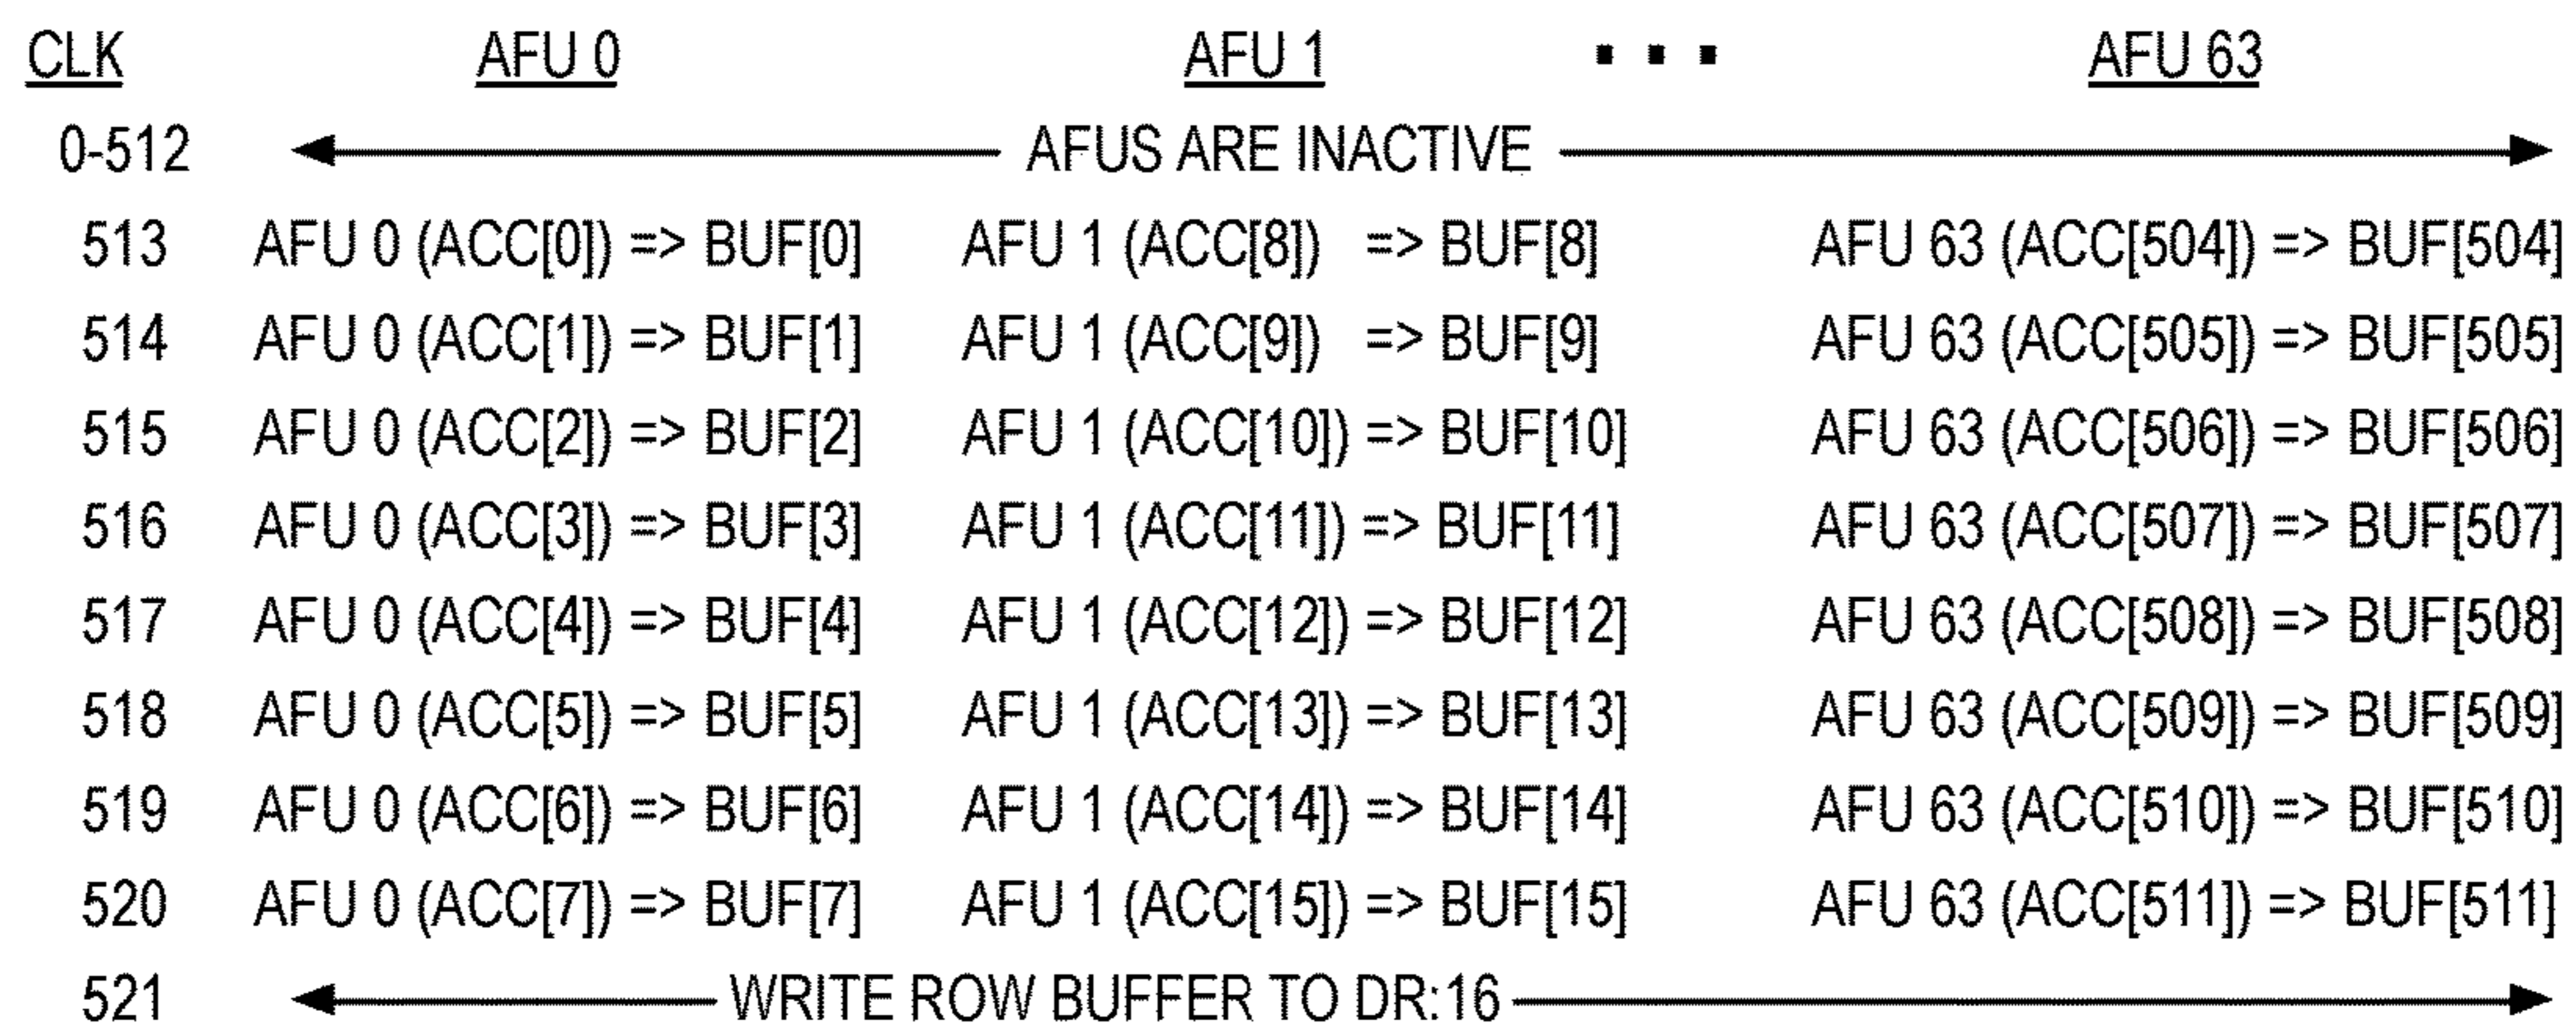 CLK AFU 0 AFU 1 ▪ ▪ ▪ AFU 63
0-512 AFUS ARE INACTIVE
513 AFU 0 (ACC[0]) => BUF[0] AFU 1 (ACC[8]) => BUF[8] AFU 63 (ACC[504]) => BUF[504]
514 AFU 0 (ACC[1]) => BUF[1] AFU 1 (ACC[9]) => BUF[9] AFU 63 (ACC[505]) => BUF[505]
515 AFU 0 (ACC[2]) => BUF[2] AFU 1 (ACC[10]) => BUF[10] AFU 63 (ACC[506]) => BUF[506]
516 AFU 0 (ACC[3]) => BUF[3] AFU 1 (ACC[11]) => BUF[11] AFU 63 (ACC[507]) => BUF[507]
517 AFU 0 (ACC[4]) => BUF[4] AFU 1 (ACC[12]) => BUF[12] AFU 63 (ACC[508]) => BUF[508]
518 AFU 0 (ACC[5]) => BUF[5] AFU 1 (ACC[13]) => BUF[13] AFU 63 (ACC[509]) => BUF[509]
519 AFU 0 (ACC[6]) => BUF[6] AFU 1 (ACC[14]) => BUF[14] AFU 63 (ACC[510]) => BUF[510]
520 AFU 0 (ACC[7]) => BUF[7] AFU 1 (ACC[15]) => BUF[15] AFU 63 (ACC[511]) => BUF[511]
521 WRITE ROW BUFFER TO DR:16